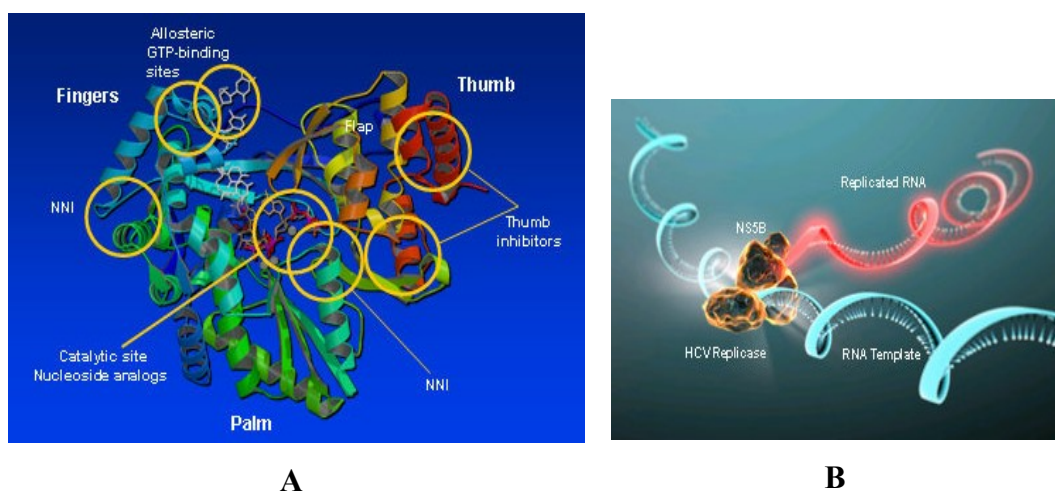 Allosteric
GTP-binding
sites
Fingers
Thumb
Flap
NNI
Thumb
inhibitors
Catalytic site
Nucleoside analogs
NNI
Palm
A
Replicated RNA
NS5B
HCV Replicase
RNA Template
B